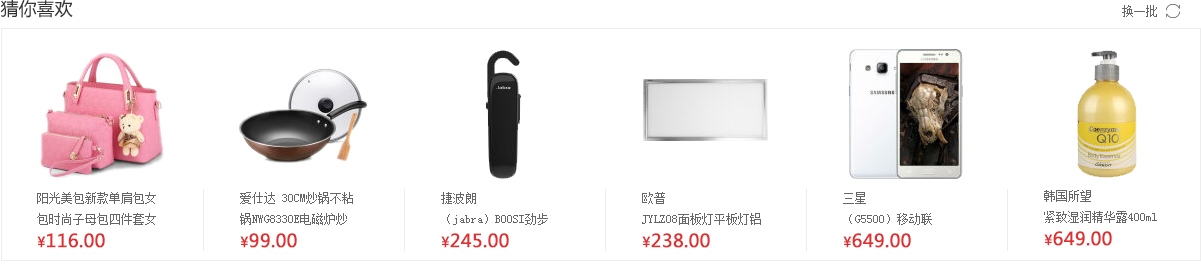 猜你喜欢
换一批
Jabra
SAMSUNG
SAMSUNG
Coenzyme
Q10
Body Essence
阳光美包新款单肩包女
包时尚子母包四件套女
¥116.00
爱仕达 30CM炒锅不粘
锅NWG8330E电磁炉炒
¥99.00
捷波朗
（jabra）BOOSI劲步
¥245.00
欧普
JYLZ08面板灯平板灯铝
¥238.00
三星
（G5500）移动联
¥649.00
韩国所望
紧致湿润精华露400ml
¥649.00